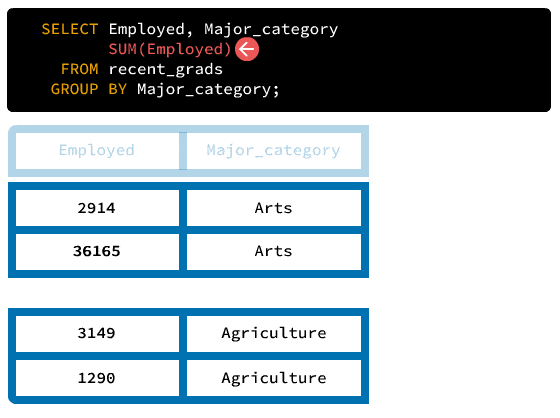 SELECT Employed, Major_category
SUM(Employed)
FROM recent_grads
GROUP BY Major_category;
Employed Major_category
2914 Arts
36165 Arts
3149 Agriculture
1290 Agriculture